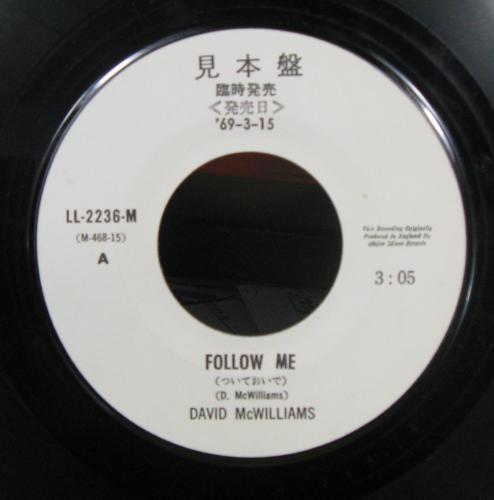 見本盤
臨時発売
<発売日>
'69-3-15
LL-2236-M
(M-468-15)
A
This Recording Originally
Produced In England By
Major Minor Records
3:05
FOLLOW ME
(ついておいで)
(D. McWilliams)
DAVID McWILLIAMS